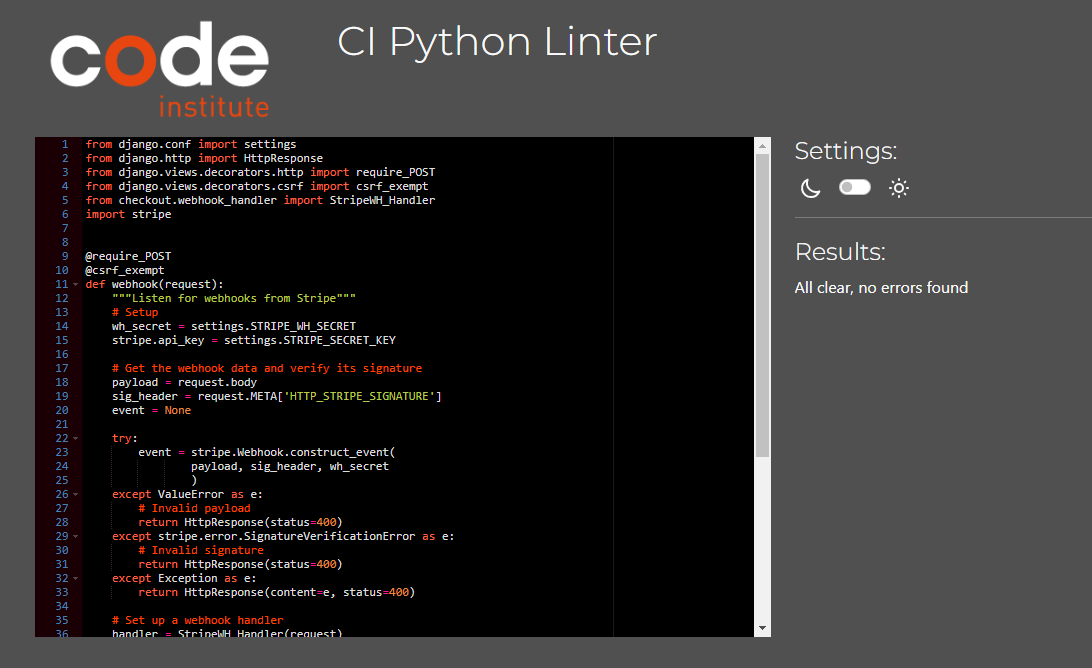 code
institute
CI Python Linter
1 from django.conf import settings
2 from django.http import HttpResponse
3 from django.views.decorators.http import require_POST
4 from django.views.decorators.csrf import csrf_exempt
5 from checkout.webhook_handler import StripeWH_Handler
6 import stripe
7
8
9 @require_POST
10 @csrf_exempt
11 def webhook(request):
12     """Listen for webhooks from Stripe"""
13     # Setup
14     wh_secret = settings.STRIPE_WH_SECRET
15     stripe.api_key = settings.STRIPE_SECRET_KEY
16
17     # Get the webhook data and verify its signature
18     payload = request.body
19     sig_header = request.META['HTTP_STRIPE_SIGNATURE']
20     event = None
21
22     try:
23         event = stripe.Webhook.construct_event(
24                 payload, sig_header, wh_secret
25                 )
26     except ValueError as e:
27         # Invalid payload
28         return HttpResponse(status=400)
29     except stripe.error.SignatureVerificationError as e:
30         # Invalid signature
31         return HttpResponse(status=400)
32     except Exception as e:
33         return HttpResponse(content=e, status=400)
34
35     # Set up a webhook handler
36     handler = StripeWH_Handler(request)
Settings:
Results:
All clear, no errors found